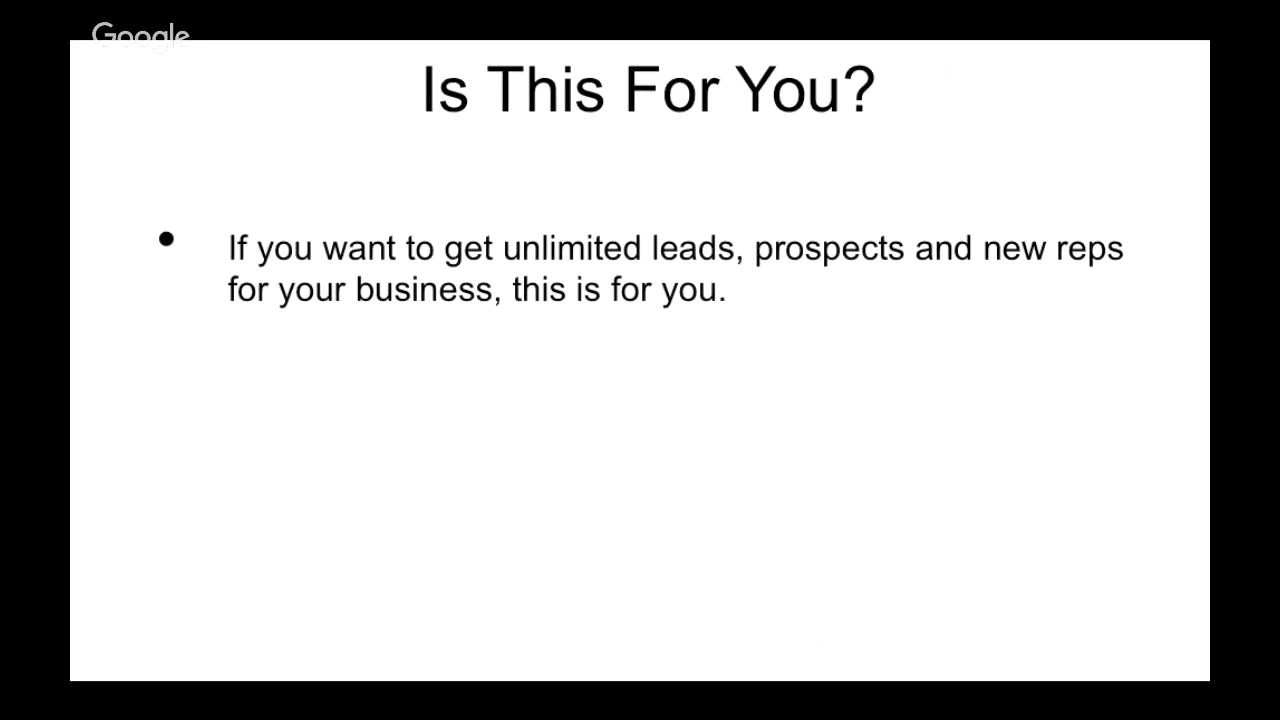 Google
Is This For You?
• If you want to get unlimited leads, prospects and new reps
for your business, this is for you.